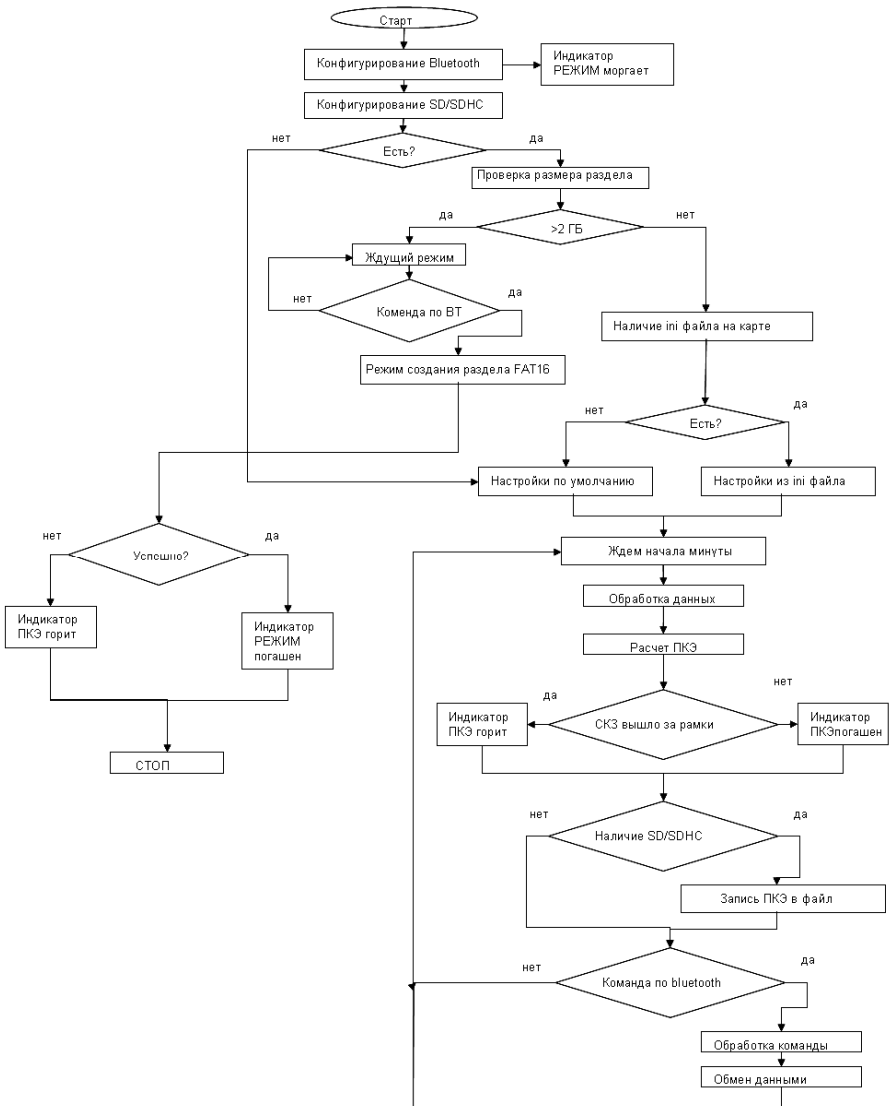 Старт
Конфигурирование Bluetooth
Индикатор
РЕЖИМ моргает
Конфигурирование SD/SDHC
нет
да
Есть?
Проверка размера раздела
да
нет
>2 ГБ
Ждущий режим
нет
да
Коменда по BT
Наличие ini файла на карте
Режим создания раздела FAT16
нет
да
Есть?
Настройки по умолчанию
Настройки из ini файла
нет
да
Успешно?
Ждем начала минуты
Обработка данных
Индикатор
ПКЭ горит
Индикатор
РЕЖИМ
погашен
Расчет ПКЭ
да
нет
Индикатор
ПКЭ горит
СКЗ вышло за рамки
Индикатор
ПКЭпогашен
СТОП
нет
да
Наличие SD/SDHC
Запись ПКЭ в файл
нет
да
Команда по bluetooth
Обработка команды
Обмен данными